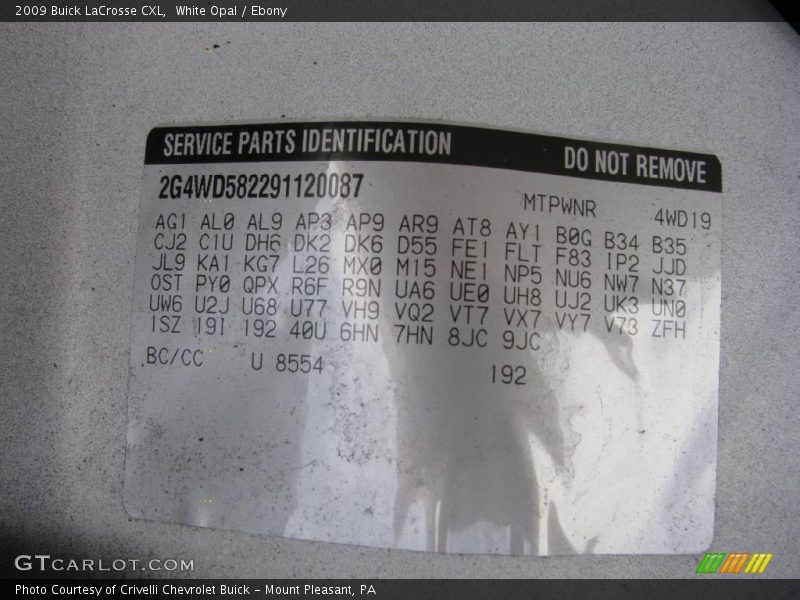 2009 Buick LaCrosse CXL, White Opal / Ebony
SERVICE PARTS IDENTIFICATION DO NOT REMOVE
2G4WD582291120087 MTPWNR 4WD19
AG1 AL0 AL9 AP3 AP9 AR9 AT8 AY1 B0G B34 B35
CJ2 C1U DH6 DK2 DK6 D55 FE1 FLT F83 IP2 JJD
JL9 KA1 KG7 L26 MX0 M15 NE1 NP5 NU6 NW7 N37
OST PY0 QPX R6F R9N UA6 UE0 UH8 UJ2 UK3 UN0
UW6 U2J U68 U77 VH9 VQ2 VT7 VX7 VY7 V73 ZFH
1SZ 19I 192 40U 6HN 7HN 8JC 9JC
BC/CC U 8554 192
GTCARLOT.COM
Photo Courtesy of Crivelli Chevrolet Buick - Mount Pleasant, PA